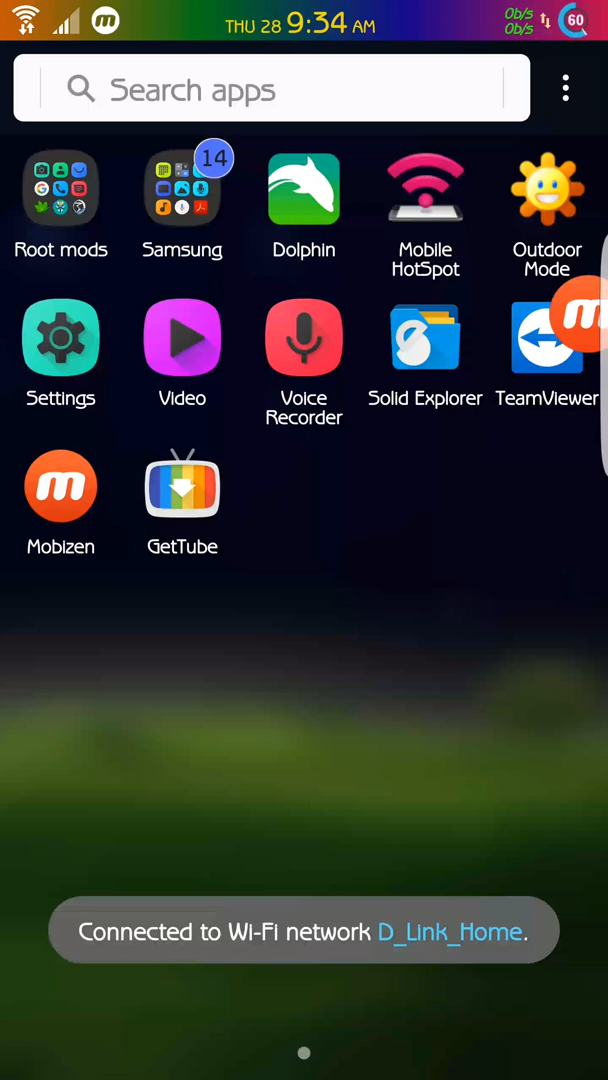 THU 28 9:34 AM
0b/s
0b/s
60
Search apps
14
Root mods
Samsung
Dolphin
Mobile
HotSpot
Outdoor
Mode
Settings
Video
Voice
Recorder
Solid Explorer
TeamViewer
Mobizen
GetTube
Connected to Wi-Fi network D_Link_Home.